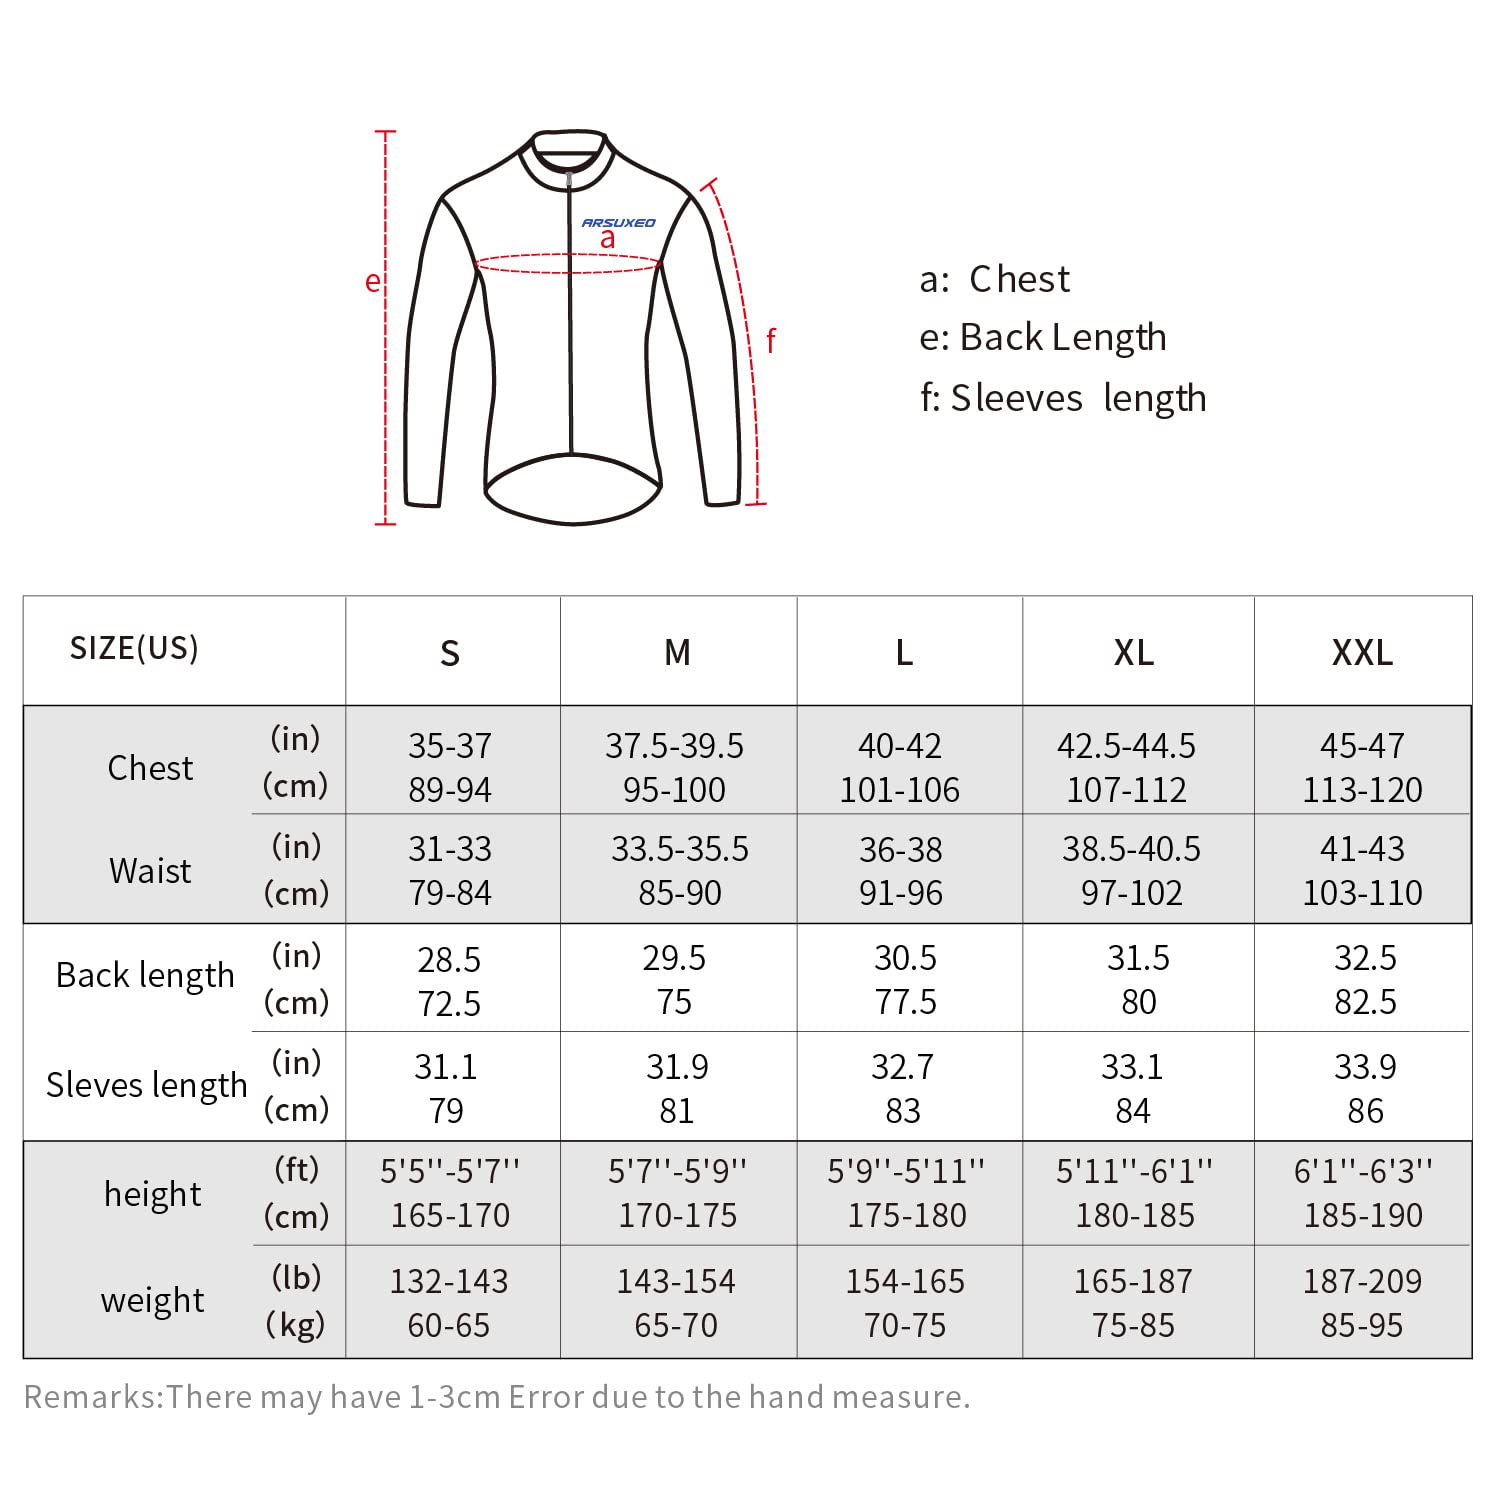 ARSUXEO
a
e
f
a: Chest
e: Back Length
f: Sleeves length
SIZE(US) S M L XL XXL
Chest (in) 35-37 37.5-39.5 40-42 42.5-44.5 45-47
(cm) 89-94 95-100 101-106 107-112 113-120
Waist (in) 31-33 33.5-35.5 36-38 38.5-40.5 41-43
(cm) 79-84 85-90 91-96 97-102 103-110
Back length (in) 28.5 29.5 30.5 31.5 32.5
(cm) 72.5 75 77.5 80 82.5
Sleves length (in) 31.1 31.9 32.7 33.1 33.9
(cm) 79 81 83 84 86
height (ft) 5'5''-5'7'' 5'7''-5'9'' 5'9''-5'11'' 5'11''-6'1'' 6'1''-6'3''
(cm) 165-170 170-175 175-180 180-185 185-190
weight (lb) 132-143 143-154 154-165 165-187 187-209
(kg) 60-65 65-70 70-75 75-85 85-95
Remarks:There may have 1-3cm Error due to the hand measure.